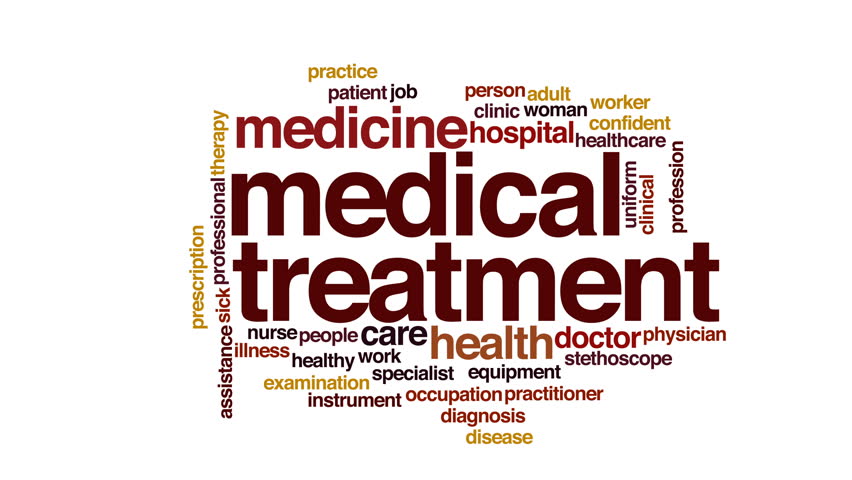 practice
patient job
person adult
clinic woman worker
medicine hospital confident
healthcare
therapy
professional
prescription
sick
assistance
medical
uniform
clinical
profession
treatment
nurse people care health doctor physician
illness healthy work stethoscope
examination specialist equipment
instrument occupation practitioner
diagnosis
disease